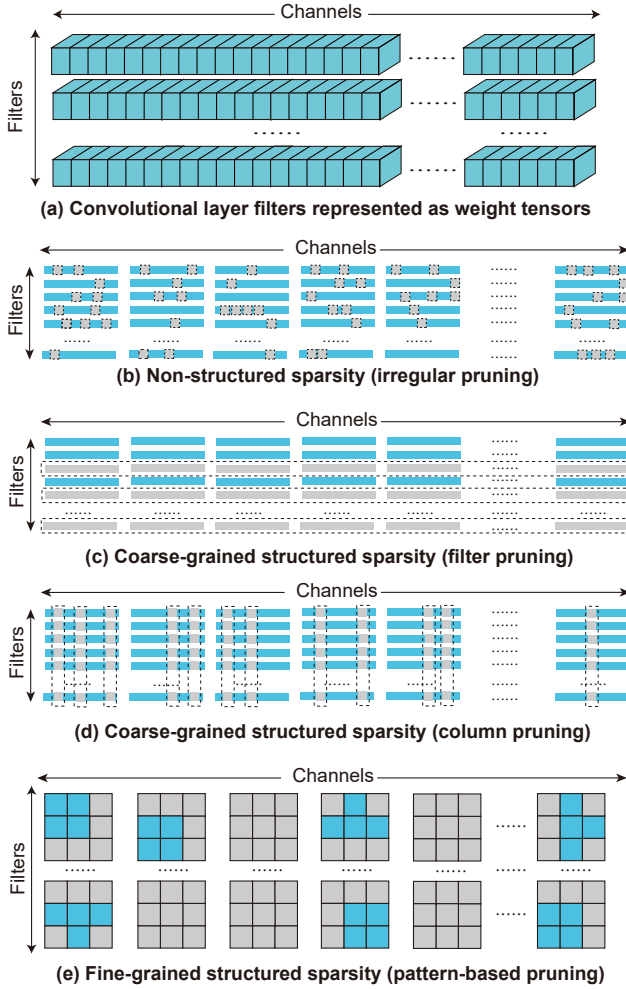 Channels
Filters
(a) Convolutional layer filters represented as weight tensors
Channels
Filters
(b) Non-structured sparsity (irregular pruning)
Channels
Filters
(c) Coarse-grained structured sparsity (filter pruning)
Channels
Filters
(d) Coarse-grained structured sparsity (column pruning)
Channels
Filters
(e) Fine-grained structured sparsity (pattern-based pruning)